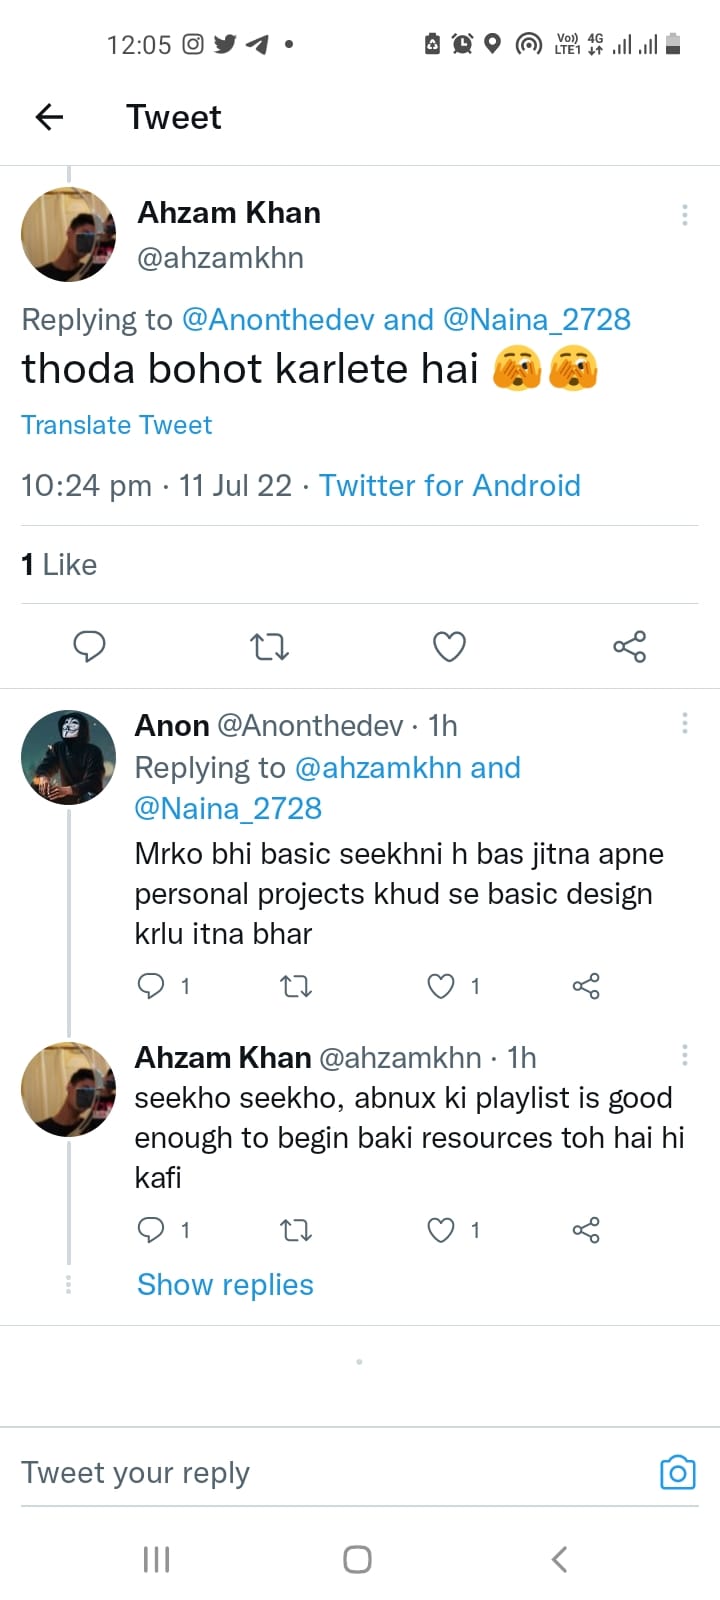 12:05
Vo)) 4G
LTE1
Tweet
Ahzam Khan
@ahzamkhn
Replying to @Anonthedev and @Naina_2728
thoda bohot karlete hai 🫣🫣
Translate Tweet
10:24 pm · 11 Jul 22 · Twitter for Android
1 Like
Anon @Anonthedev · 1h
Replying to @ahzamkhn and
@Naina_2728
Mrko bhi basic seekhni h bas jitna apne
personal projects khud se basic design
krlu itna bhar
1 1
Ahzam Khan @ahzamkhn · 1h
seekho seekho, abnux ki playlist is good
enough to begin baki resources toh hai hi
kafi
1 1
Show replies
Tweet your reply